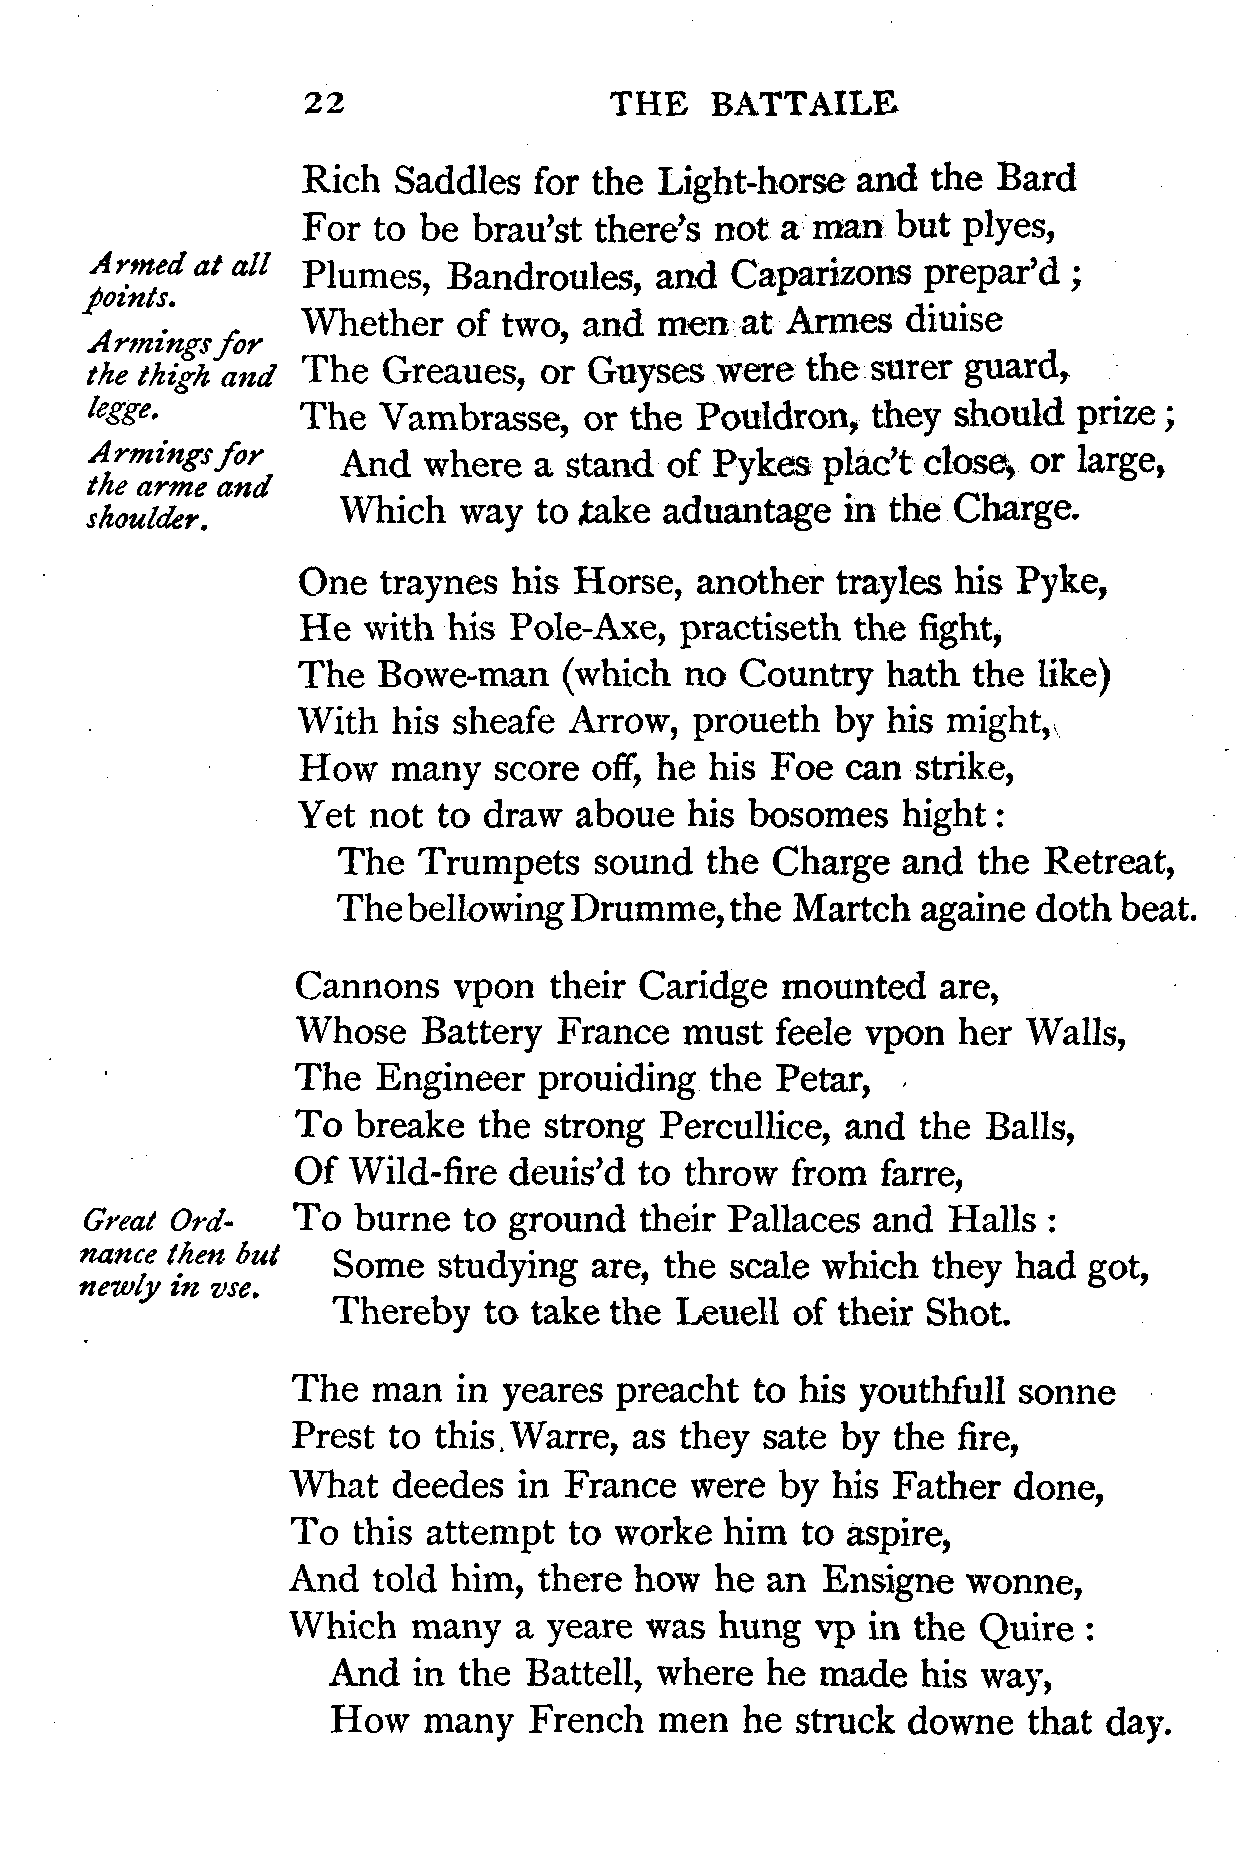 22 THE BATTAILE
Rich Saddles for the Light-horse and the Bard
For to be brau'st there's not a man but plyes,
Armed at all
points.
Plumes, Bandroules, and Caparizons prepar'd ;
Whether of two, and men at Armes diuise
Armings for
the thigh and
legge.
The Greaues, or Guyses were the surer guard,
The Vambrasse, or the Pouldron, they should prize ;
Armings for
the arme and
shoulder.
And where a stand of Pykes plac't close, or large,
Which way to take aduantage in the Charge.
One traynes his Horse, another trayles his Pyke,
He with his Pole-Axe, practiseth the fight,
The Bowe-man (which no Country hath the like)
With his sheafe Arrow, proueth by his might,
How many score off, he his Foe can strike,
Yet not to draw aboue his bosomes hight :
The Trumpets sound the Charge and the Retreat,
The bellowing Drumme, the Martch againe doth beat.
Cannons vpon their Caridge mounted are,
Whose Battery France must feele vpon her Walls,
The Engineer prouiding the Petar,
To breake the strong Percullice, and the Balls,
Of Wild-fire deuis'd to throw from farre,
Great Ord-
nance then but
newly in vse.
To burne to ground their Pallaces and Halls :
Some studying are, the scale which they had got,
Thereby to take the Leuell of their Shot.
The man in yeares preacht to his youthfull sonne
Prest to this Warre, as they sate by the fire,
What deedes in France were by his Father done,
To this attempt to worke him to aspire,
And told him, there how he an Ensigne wonne,
Which many a yeare was hung vp in the Quire :
And in the Battell, where he made his way,
How many French men he struck downe that day.